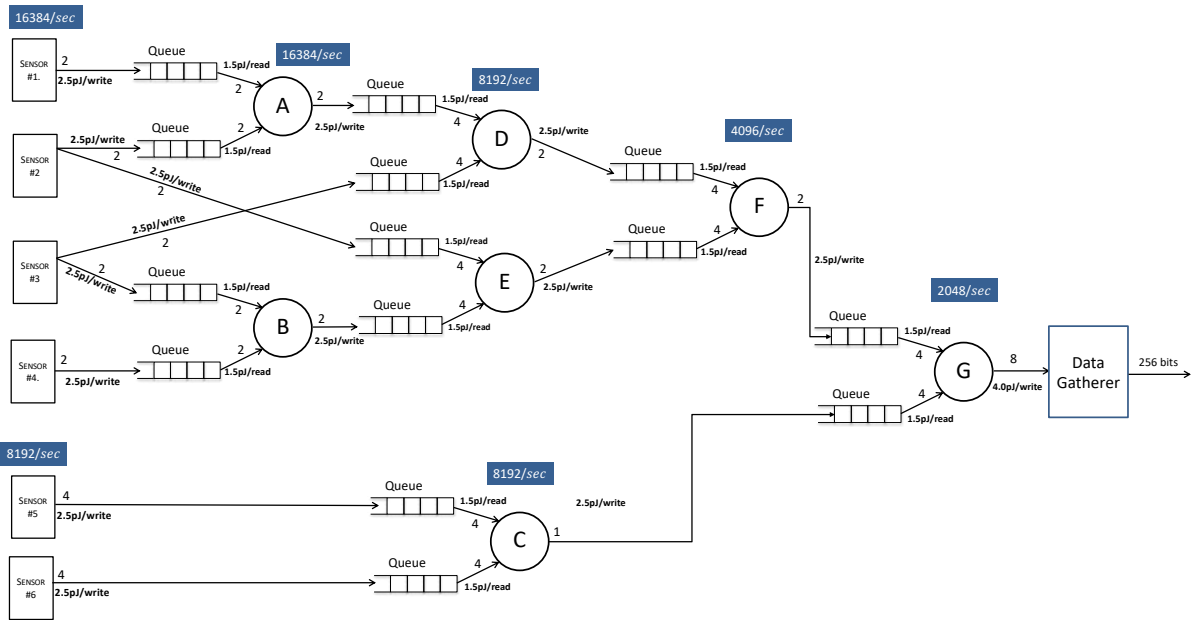 16384/sec
SENSOR
#1.
2
2.5pJ/write
Queue
1.5pJ/read
2
16384/sec
A
2
2.5pJ/write
Queue
1.5pJ/read
4
8192/sec
D
2.5pJ/write
2
SENSOR
#2
2.5pJ/write
2
Queue
2
1.5pJ/read
2.5pJ/write
2
Queue
4
1.5pJ/read
4096/sec
Queue
1.5pJ/read
4
F
2
2.5pJ/write
SENSOR
#3
2.5pJ/write
2
2
2.5pJ/write
Queue
1.5pJ/read
2
B
2
2.5pJ/write
Queue
1.5pJ/read
4
E
2
2.5pJ/write
Queue
4
1.5pJ/read
SENSOR
#4.
2
2.5pJ/write
Queue
2
1.5pJ/read
Queue
4
1.5pJ/read
2048/sec
Queue
1.5pJ/read
4
G
8
4.0pJ/write
Data
Gatherer
256 bits
Queue
4
1.5pJ/read
8192/sec
SENSOR
#5
4
2.5pJ/write
Queue
1.5pJ/read
4
8192/sec
C
1
2.5pJ/write
SENSOR
#6
4
2.5pJ/write
Queue
4
1.5pJ/read